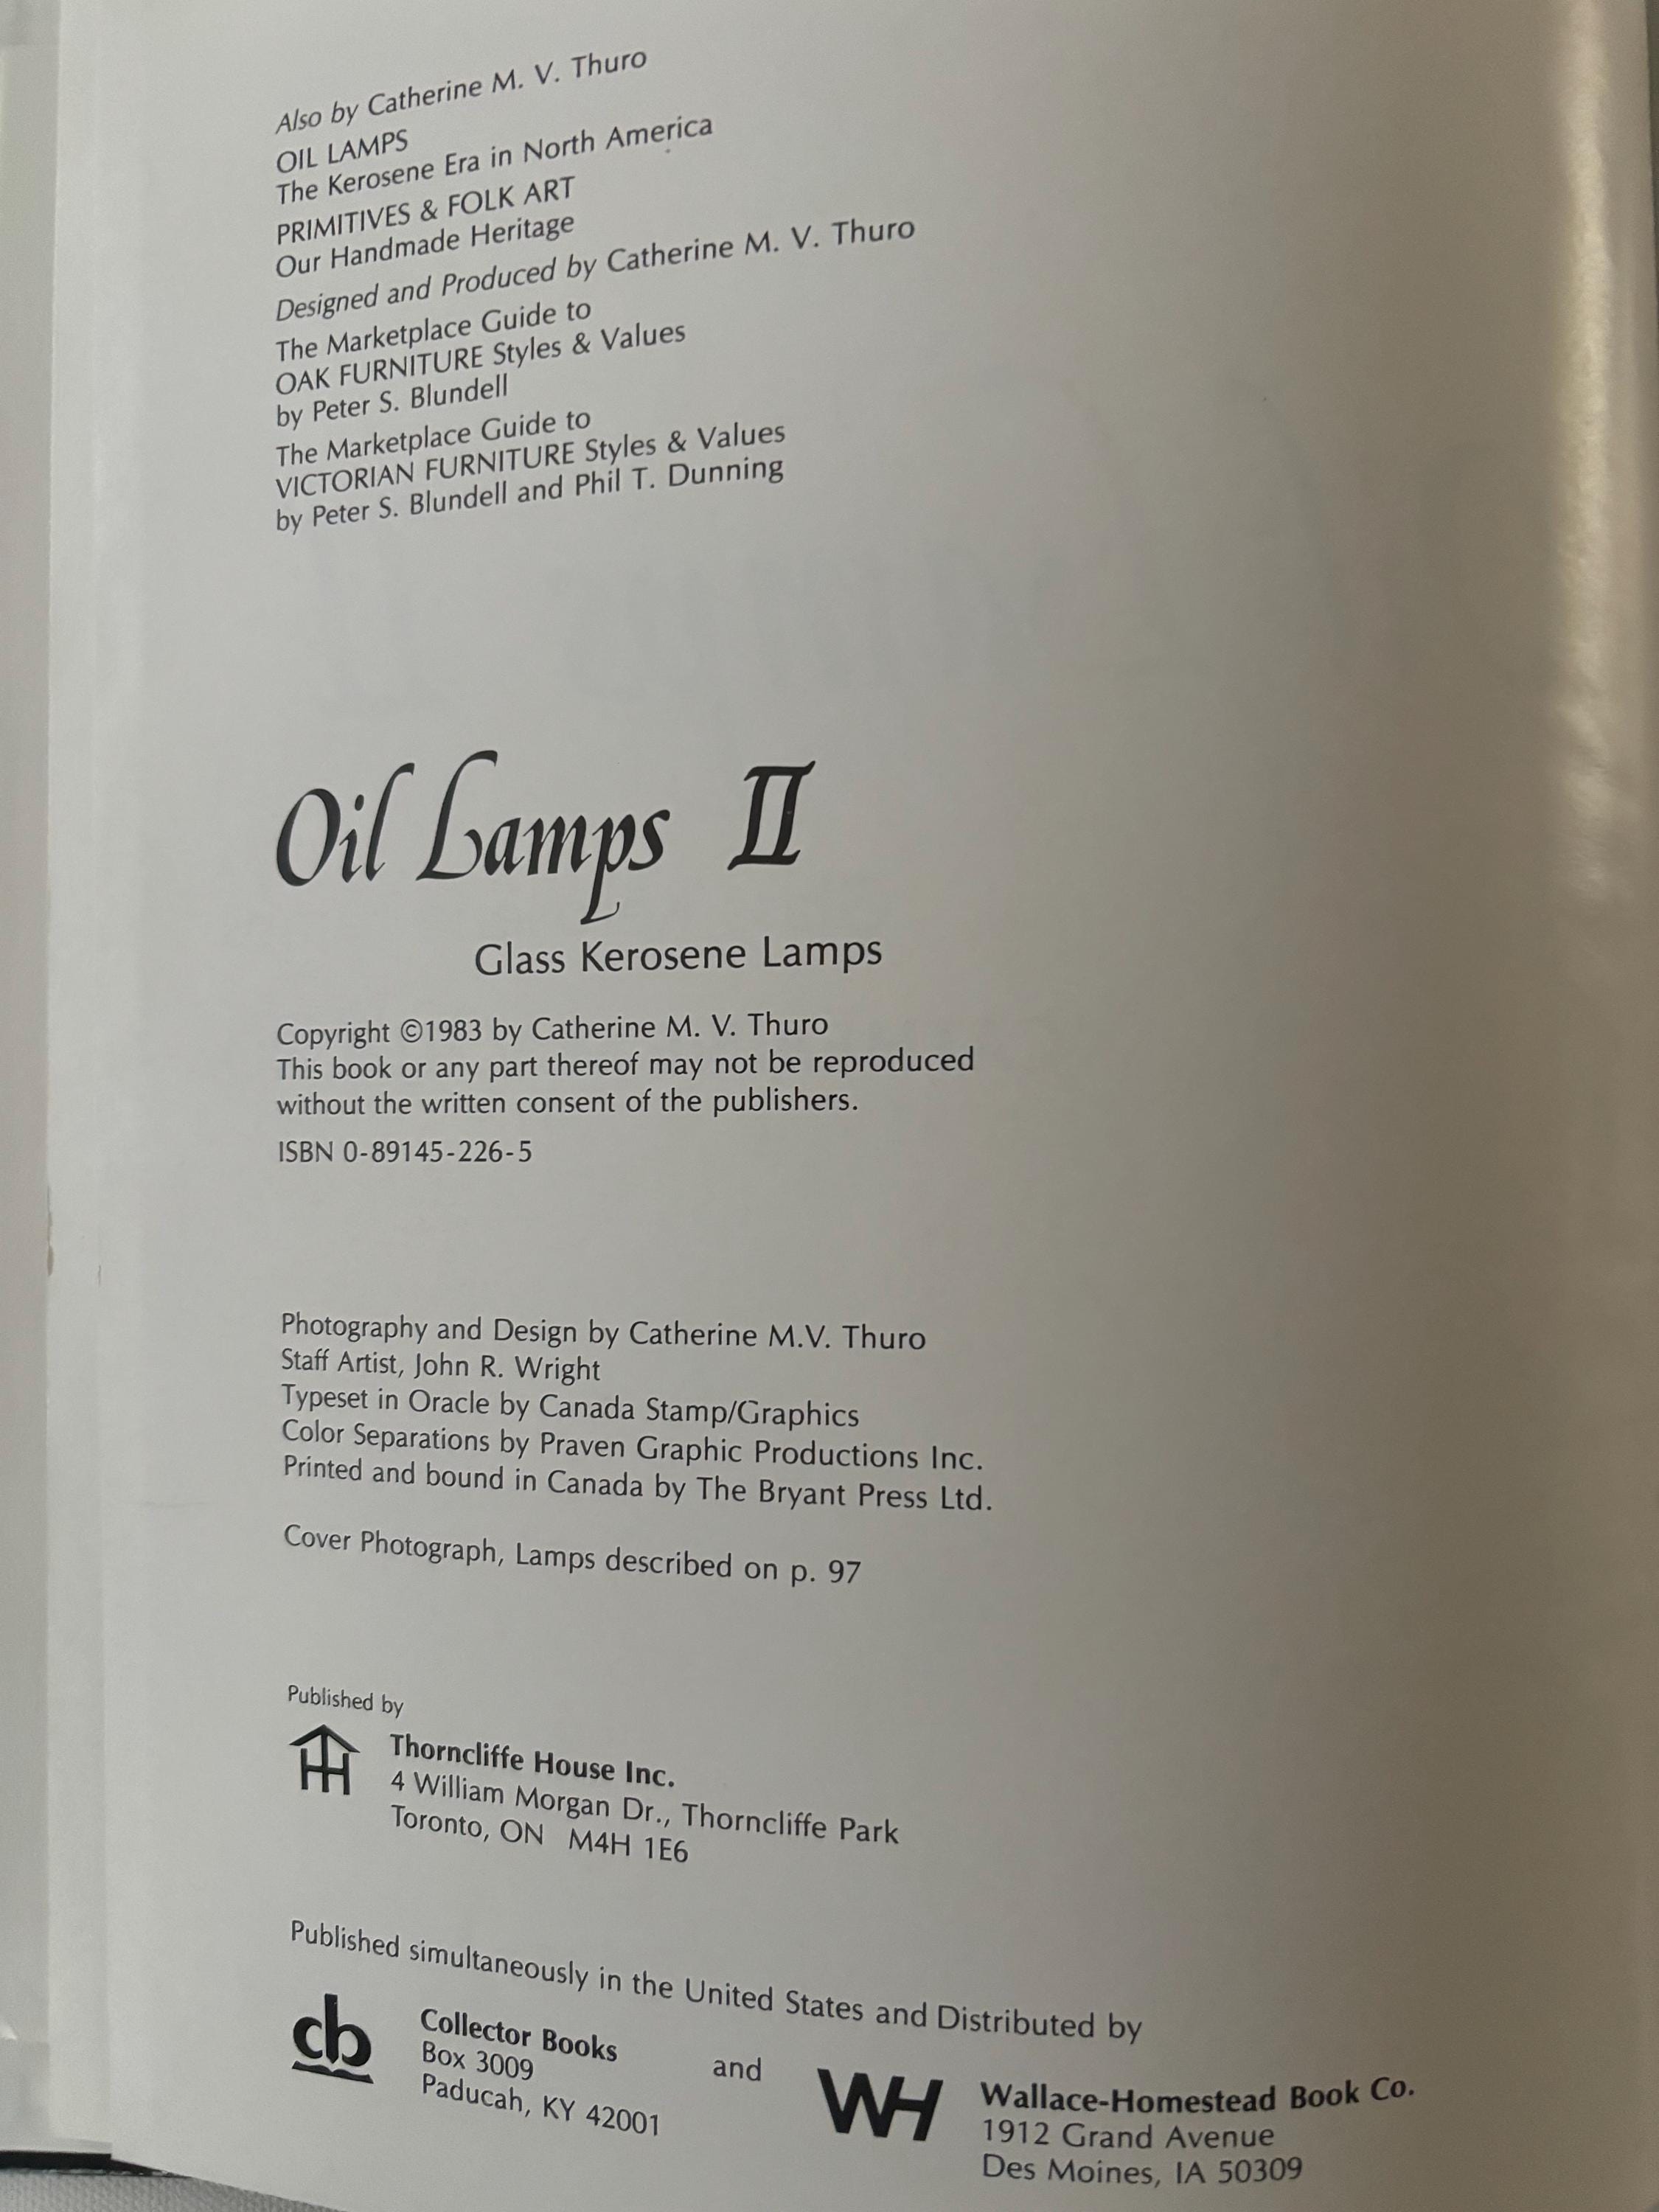 Also by Catherine M. V. Thuro
OIL LAMPS
The Kerosene Era in North America
PRIMITIVES & FOLK ART
Our Handmade Heritage
Designed and Produced by Catherine M. V. Thuro
The Marketplace Guide to
OAK FURNITURE Styles & Values
by Peter S. Blundell
The Marketplace Guide to
VICTORIAN FURNITURE Styles & Values
by Peter S. Blundell and Phil T. Dunning
Oil Lamps II
Glass Kerosene Lamps
Copyright ©1983 by Catherine M. V. Thuro
This book or any part thereof may not be reproduced
without the written consent of the publishers.
ISBN 0-89145-226-5
Photography and Design by Catherine M.V. Thuro
Staff Artist, John R. Wright
Typeset in Oracle by Canada Stamp/Graphics
Color Separations by Praven Graphic Productions Inc.
Printed and bound in Canada by The Bryant Press Ltd.
Cover Photograph, Lamps described on p. 97
Published by
TH
Thorncliffe House Inc.
4 William Morgan Dr., Thorncliffe Park
Toronto, ON M4H 1E6
Published simultaneously in the United States and Distributed by
cb
Collector Books
Box 3009
Paducah, KY 42001
and
WH
Wallace-Homestead Book Co.
1912 Grand Avenue
Des Moines, IA 50309